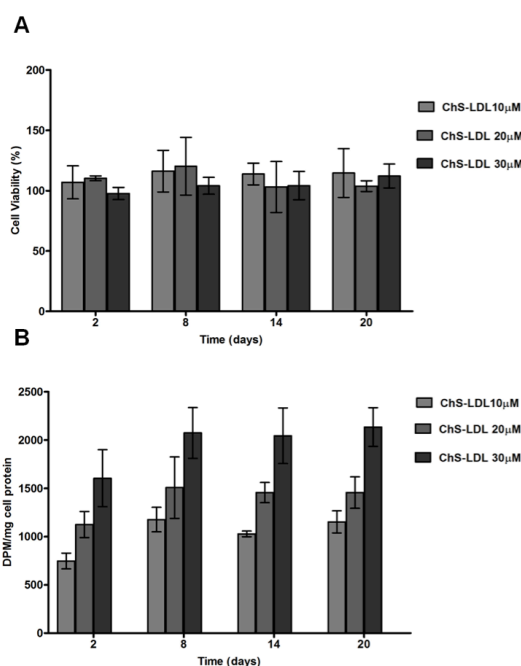 A
200
150
100
50
0
Cell Viability (%)
2 8 14 20
Time (days)
ChS-LDL10μM
ChS-LDL 20μM
ChS-LDL 30μM
B
2500
2000
1500
1000
500
0
DPM/mg cell protein
2 8 14 20
Time (days)
ChS-LDL10μM
ChS-LDL 20μM
ChS-LDL 30μM